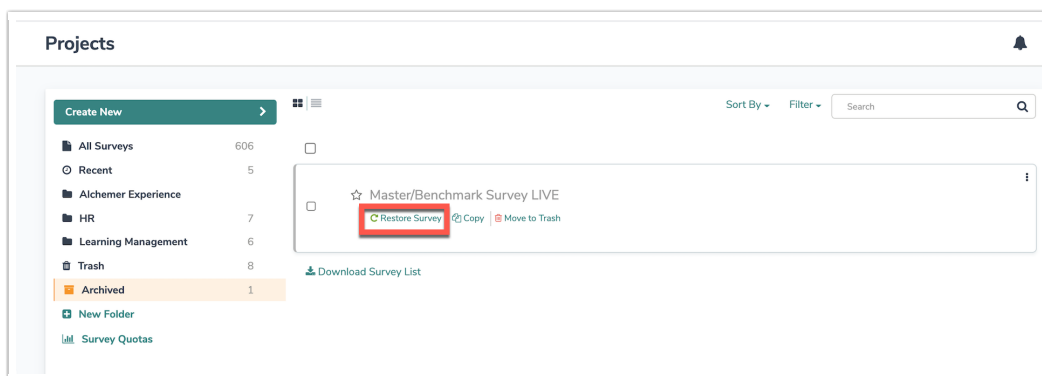 Projects
Create New
Sort By
Filter
Search
All Surveys 606
Recent 5
Alchemer Experience
HR 7
Learning Management 6
Trash 8
Archived 1
New Folder
Survey Quotas
Master/Benchmark Survey LIVE
Restore Survey Copy Move to Trash
Download Survey List